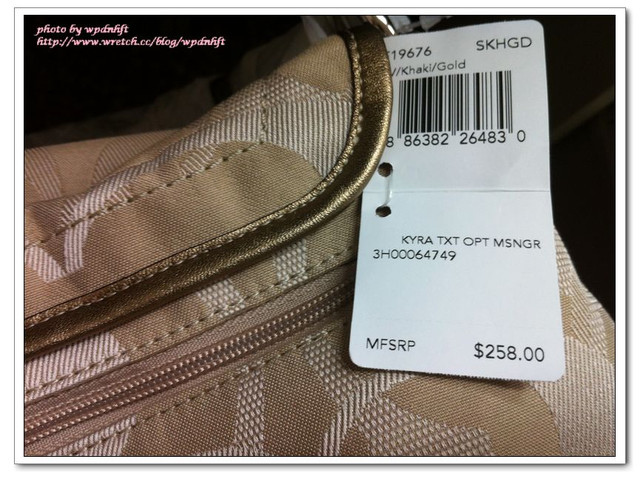 photo by wpdnhft
http://www.wretch.cc/blog/wpdnhft
19676 SKHGD
/Khaki/Gold
8 86382 26483 0
KYRA TXT OPT MSNGR
3H00064749
MFSRP $258.00